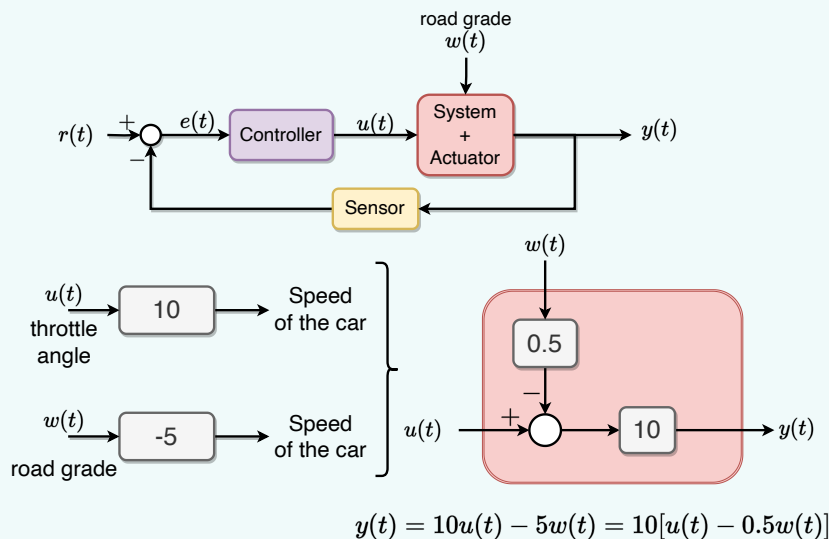 road grade
w(t)
r(t)
+
−
e(t)
Controller
u(t)
System
+
Actuator
y(t)
Sensor
u(t)
throttle
angle
10
Speed
of the car
w(t)
road grade
-5
Speed
of the car
w(t)
0.5
−
+
u(t)
10
y(t)
y(t) = 10u(t) − 5w(t) = 10[u(t) − 0.5w(t)]